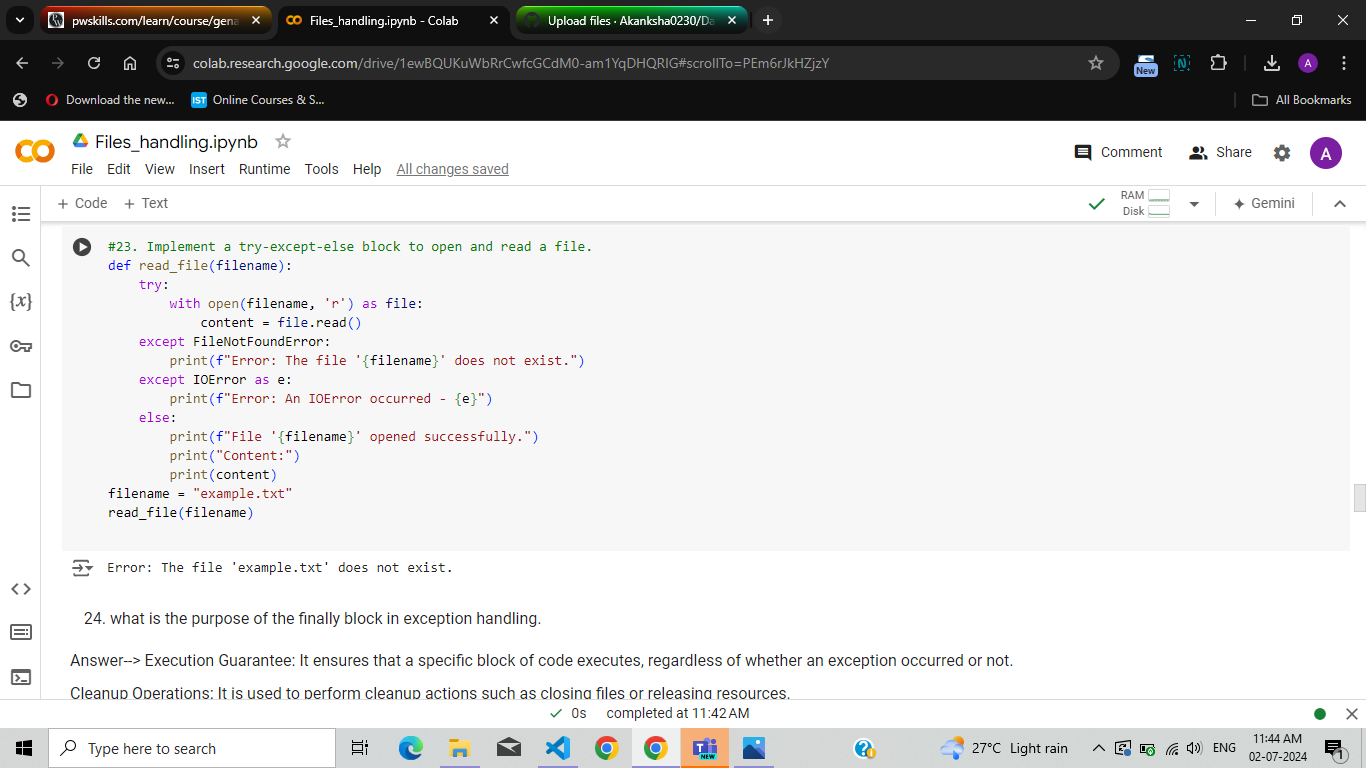 pwskills.com/learn/course/gena
Files_handling.ipynb - Colab
Upload files · Akanksha0230/Da
colab.research.google.com/drive/1ewBQUKuWbRrCwfcGCdM0-am1YqDHQRIG#scrollTo=PEm6rJkHZjzY
New
N
A
Download the new...
IST
Online Courses & S...
All Bookmarks
Files_handling.ipynb
Comment
Share
A
File Edit View Insert Runtime Tools Help All changes saved
+ Code + Text
RAM
Disk
Gemini
#23. Implement a try-except-else block to open and read a file.
def read_file(filename):
    try:
        with open(filename, 'r') as file:
            content = file.read()
    except FileNotFoundError:
        print(f"Error: The file '{filename}' does not exist.")
    except IOError as e:
        print(f"Error: An IOError occurred - {e}")
    else:
        print(f"File '{filename}' opened successfully.")
        print("Content:")
        print(content)
filename = "example.txt"
read_file(filename)
{x}
Error: The file 'example.txt' does not exist.
24. what is the purpose of the finally block in exception handling.
Answer--> Execution Guarantee: It ensures that a specific block of code executes, regardless of whether an exception occurred or not.
Cleanup Operations: It is used to perform cleanup actions such as closing files or releasing resources.
0s completed at 11:42 AM
Type here to search
NEW
27°C Light rain
ENG
11:44 AM
02-07-2024
1